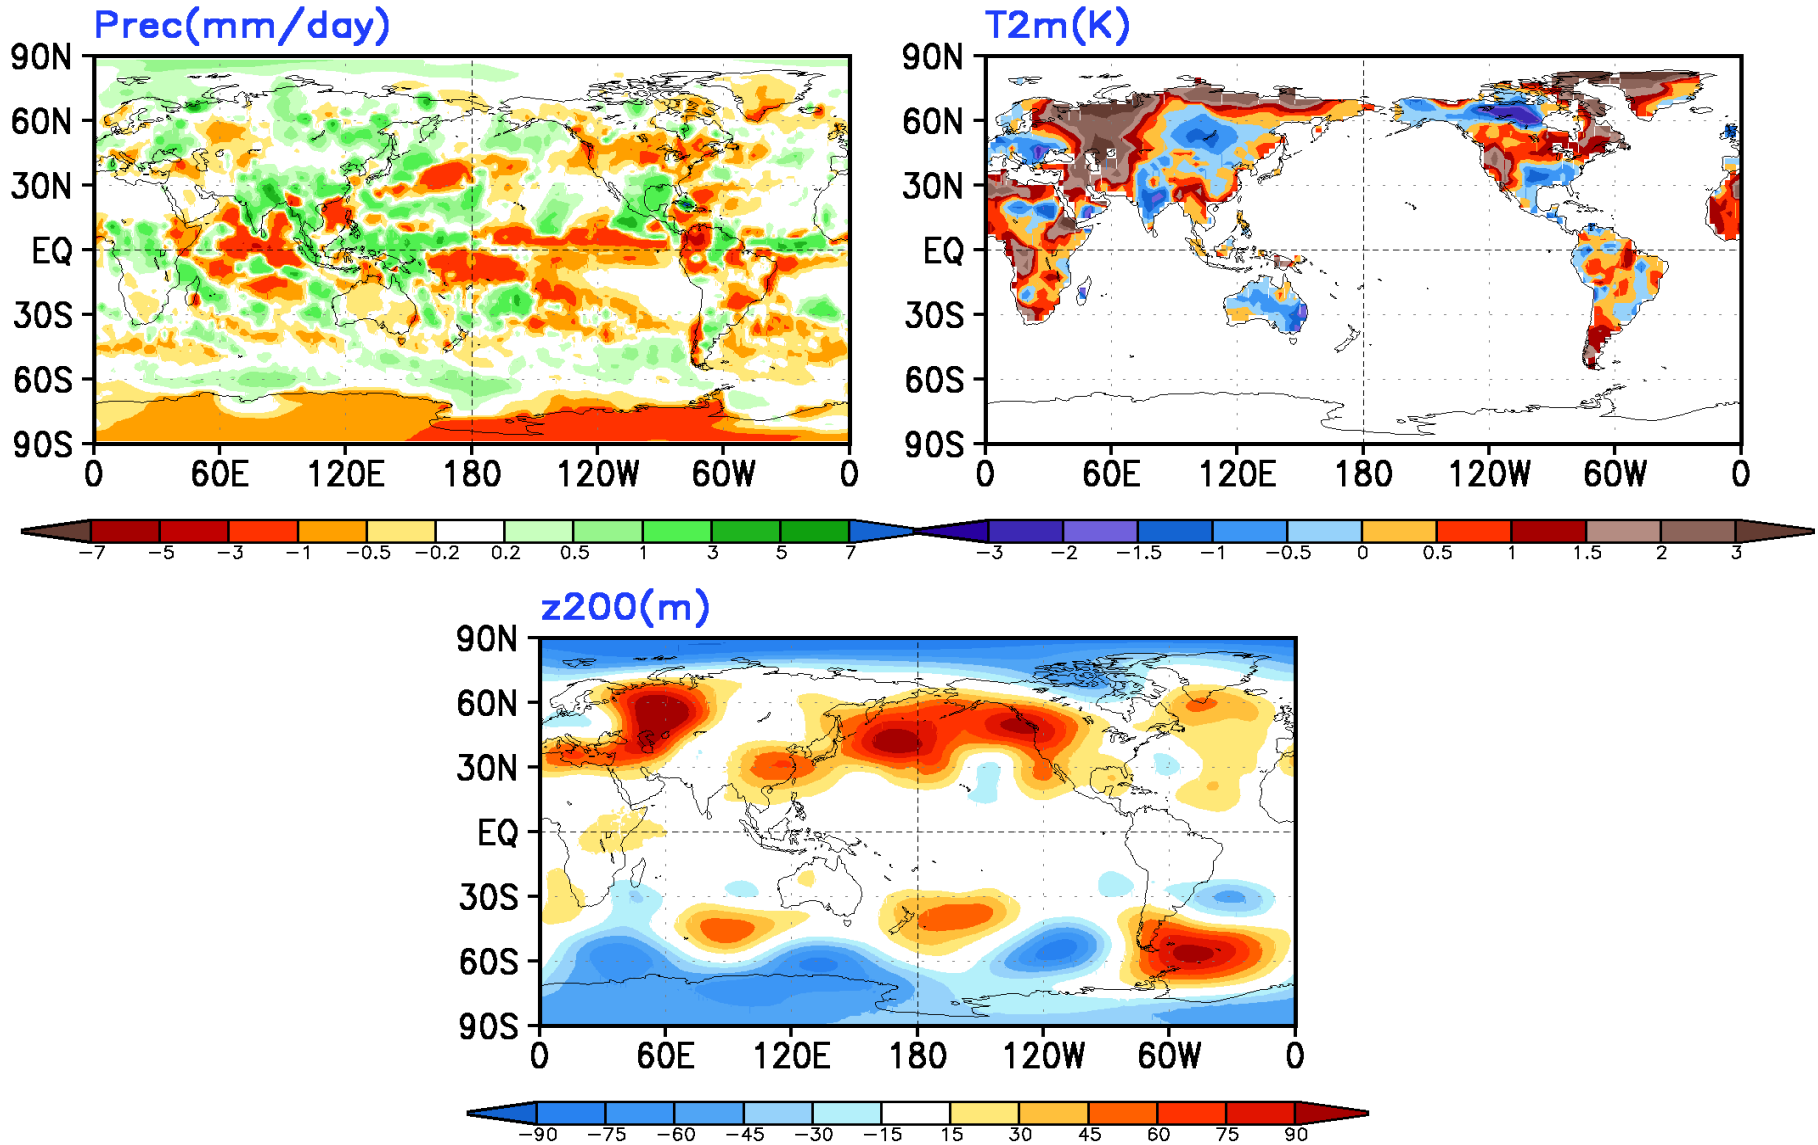 Prec(mm/day)
90N
60N
30N
EQ
30S
60S
90S
0 60E 120E 180 120W 60W 0
−7 −5 −3 −1 −0.5 −0.2 0.2 0.5 1 3 5 7
T2m(K)
90N
60N
30N
EQ
30S
60S
90S
0 60E 120E 180 120W 60W 0
−3 −2 −1.5 −1 −0.5 0 0.5 1 1.5 2 3
z200(m)
90N
60N
30N
EQ
30S
60S
90S
0 60E 120E 180 120W 60W 0
−90 −75 −60 −45 −30 −15 15 30 45 60 75 90